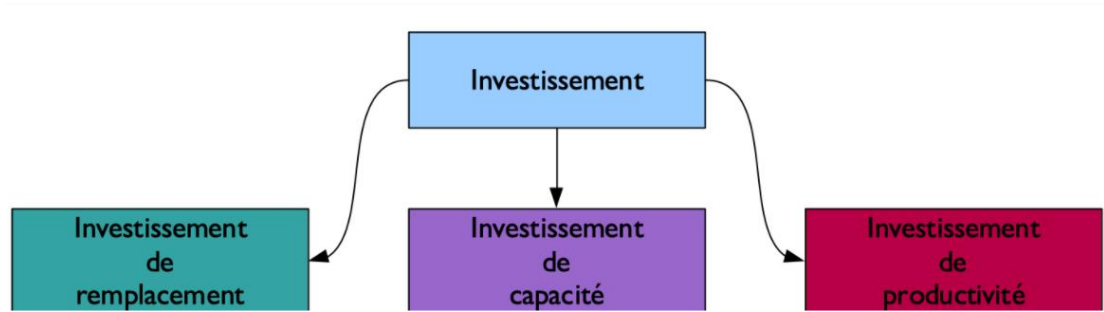 Investissement
Investissement
de
remplacement
Investissement
de
capacité
Investissement
de
productivité